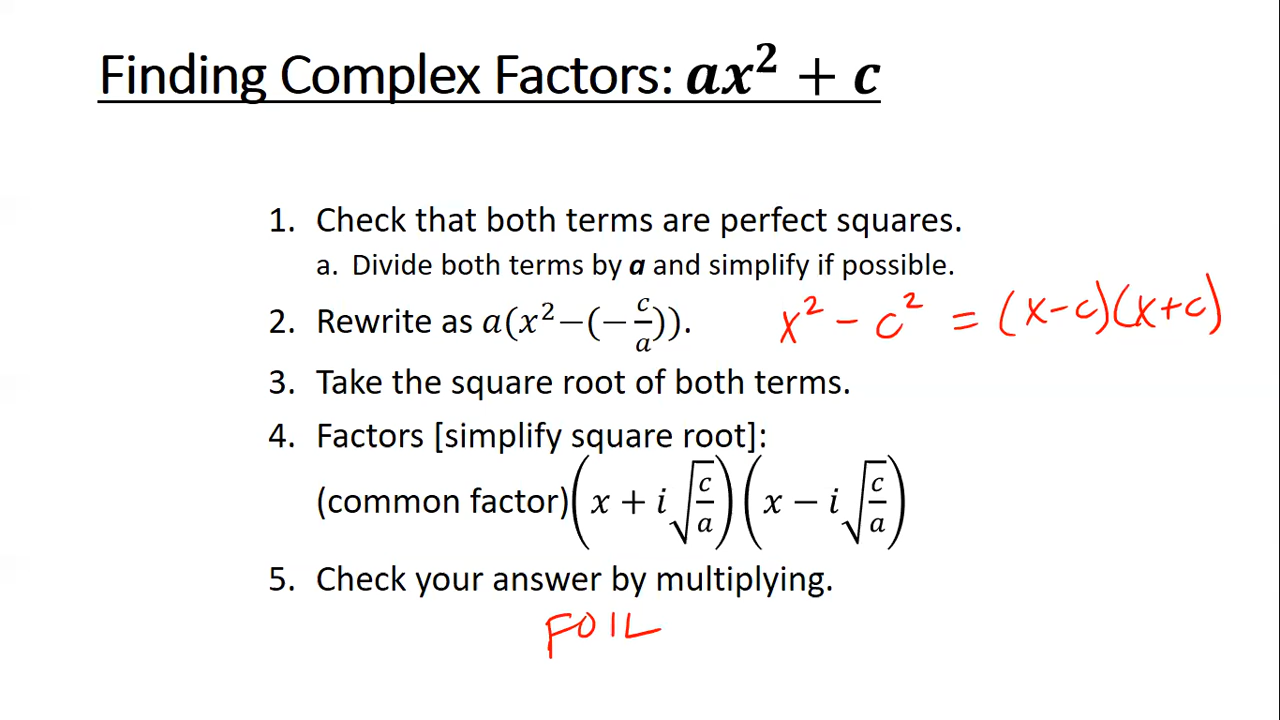 Finding Complex Factors: ax² + c
1. Check that both terms are perfect squares.
a. Divide both terms by a and simplify if possible.
2. Rewrite as a(x²−(−c/a)). x² − c² = (x−c)(x+c)
3. Take the square root of both terms.
4. Factors [simplify square root]:
(common factor)(x + i√(c/a))(x − i√(c/a))
5. Check your answer by multiplying.
FOIL